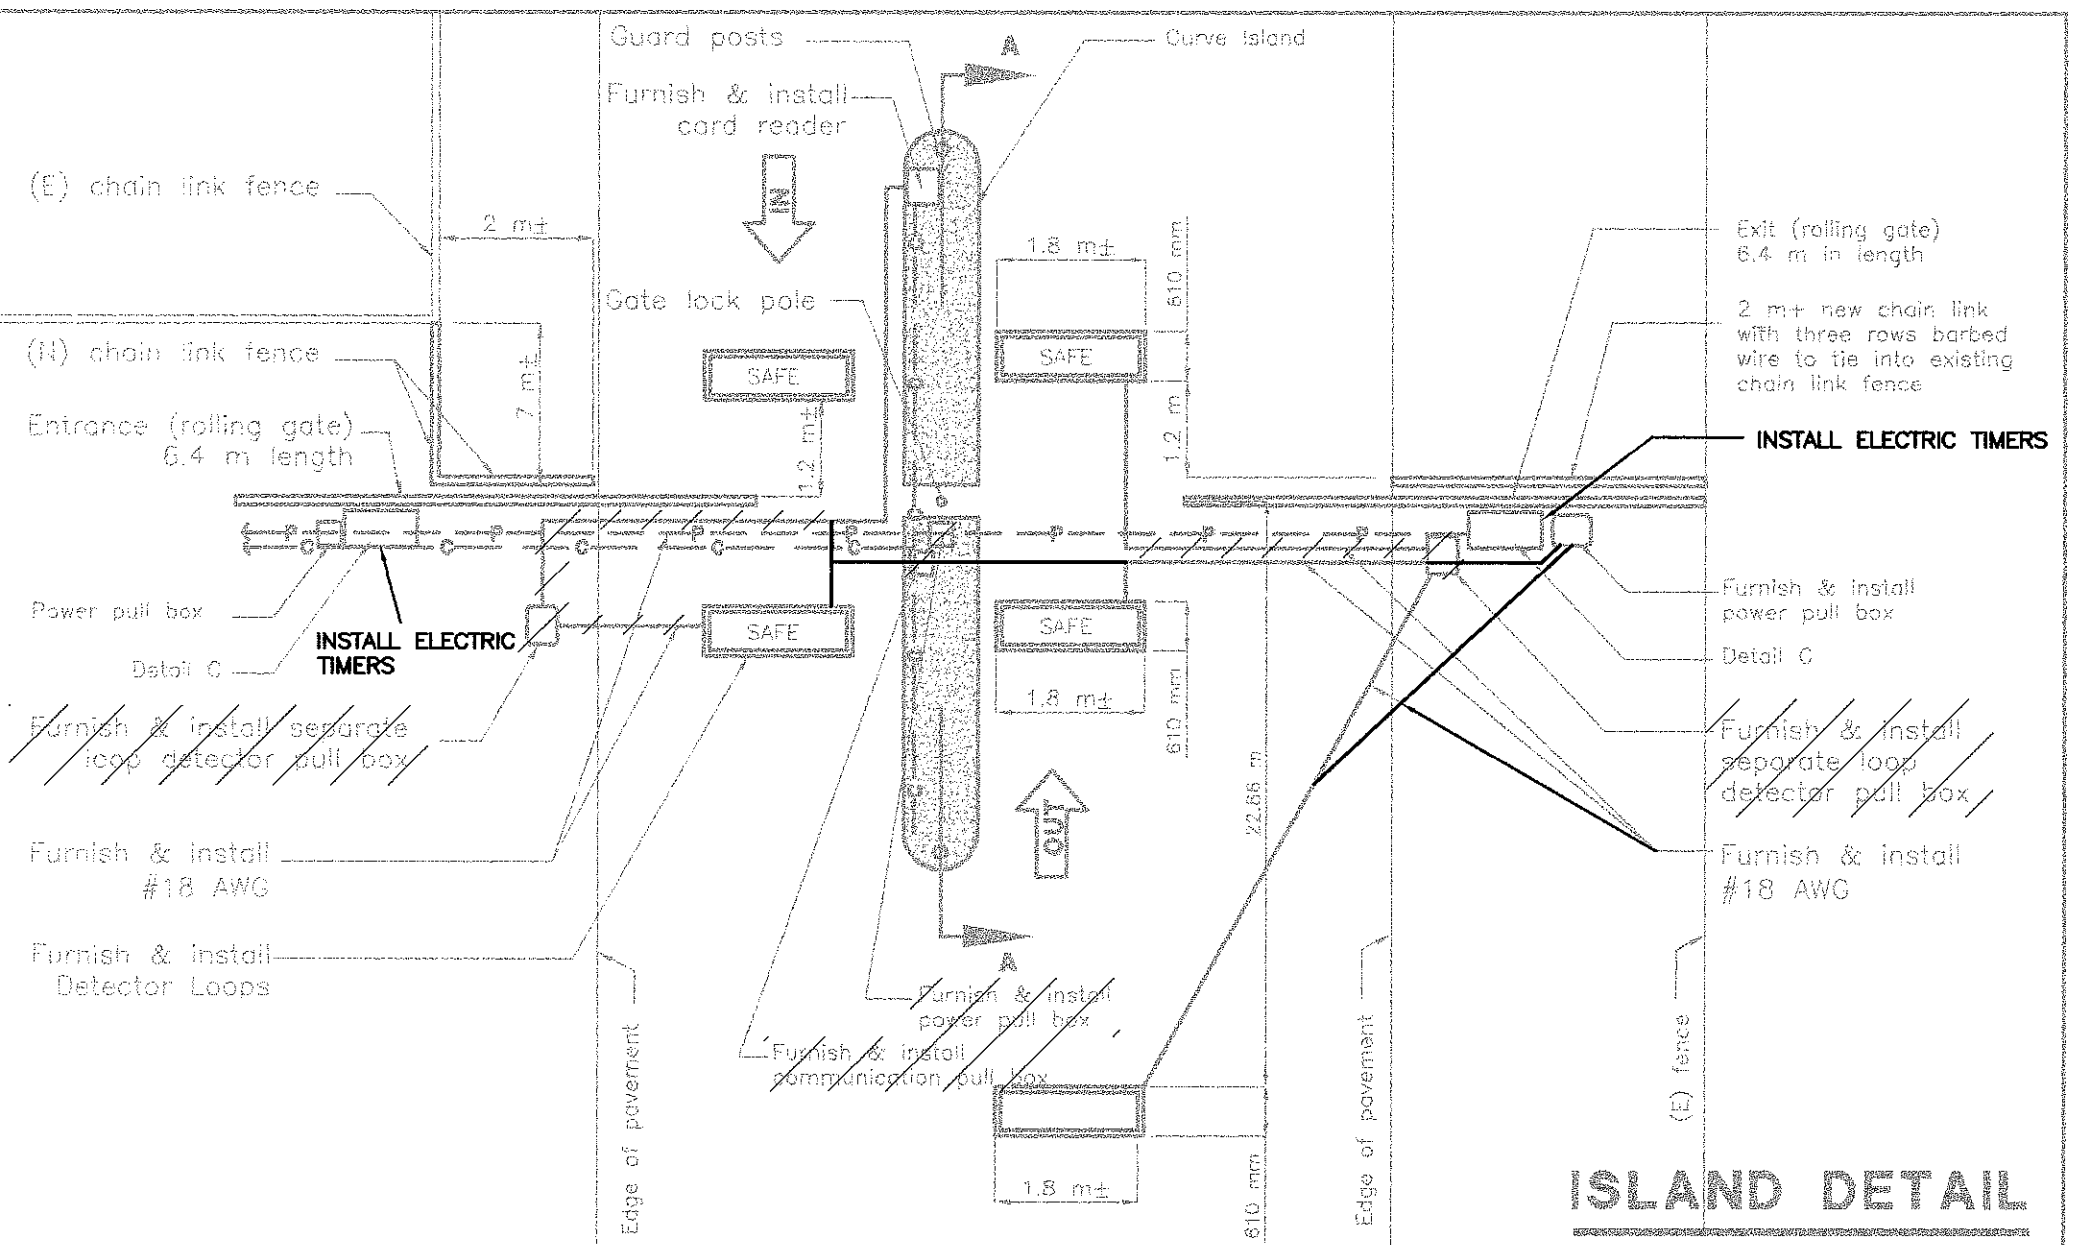 Guard posts
A
Curve Island
Furnish & install
card reader
IN
(E) chain link fence
2 m±
1.8 m±
610 mm
Exit (rolling gate)
6.4 m in length
Gate lock pole
2 m+ new chain link
with three rows barbed
wire to tie into existing
chain link fence
(N) chain link fence
7 m±
SAFE
SAFE
1.2 m±
1.2 m
Entrance (rolling gate)
6.4 m length
INSTALL ELECTRIC TIMERS
P P P P P P P
C C C C C
Power pull box
INSTALL ELECTRIC
TIMERS
SAFE
SAFE
Furnish & install
power pull box
Detail C
Detail C
1.8 m±
610 mm
Furnish & install separate
loop detector pull box
Furnish & install
separate loop
detector pull box
22.86 m
OUT
Furnish & install
#18 AWG
Furnish & install
#18 AWG
Furnish & install
Detector Loops
A
Furnish & install
power pull box
Furnish & install
communication pull box
Edge of pavement
Edge of pavement
(E) fence
1.8 m±
610 mm
ISLAND DETAIL